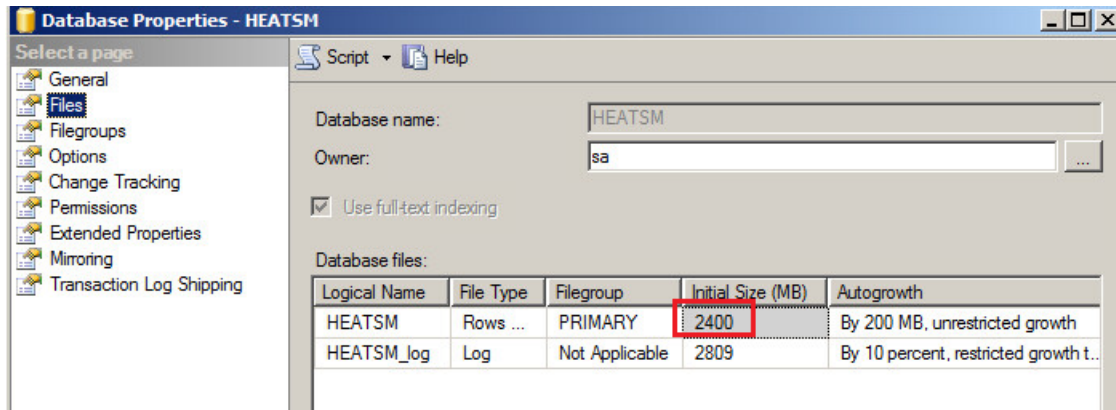 Database Properties - HEATSM
Select a page
General
Files
Filegroups
Options
Change Tracking
Permissions
Extended Properties
Mirroring
Transaction Log Shipping
Script Help
Database name: HEATSM
Owner: sa ...
Use full-text indexing
Database files:
Logical Name File Type Filegroup Initial Size (MB) Autogrowth
HEATSM Rows ... PRIMARY 2400 By 200 MB, unrestricted growth
HEATSM_log Log Not Applicable 2809 By 10 percent, restricted growth t...